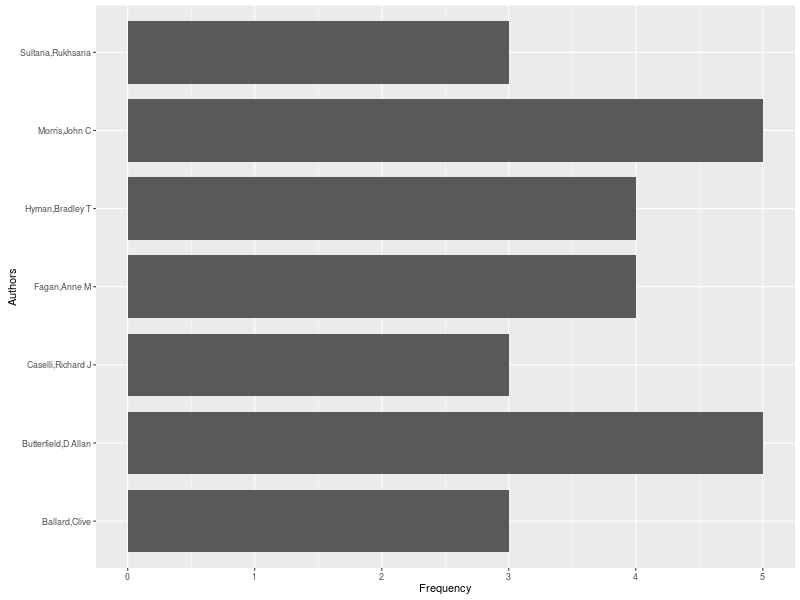 Sultana,Rukhsana
Morris,John C
Hyman,Bradley T
Fagan,Anne M
Caselli,Richard J
Butterfield,D Allan
Ballard,Clive
Authors
0 1 2 3 4 5
Frequency